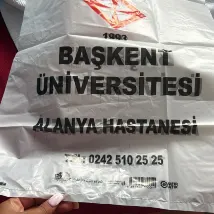 1993
BAŞKENT
ÜNİVERSİTESİ
ALANYA HASTANESİ
0242 510 25 25